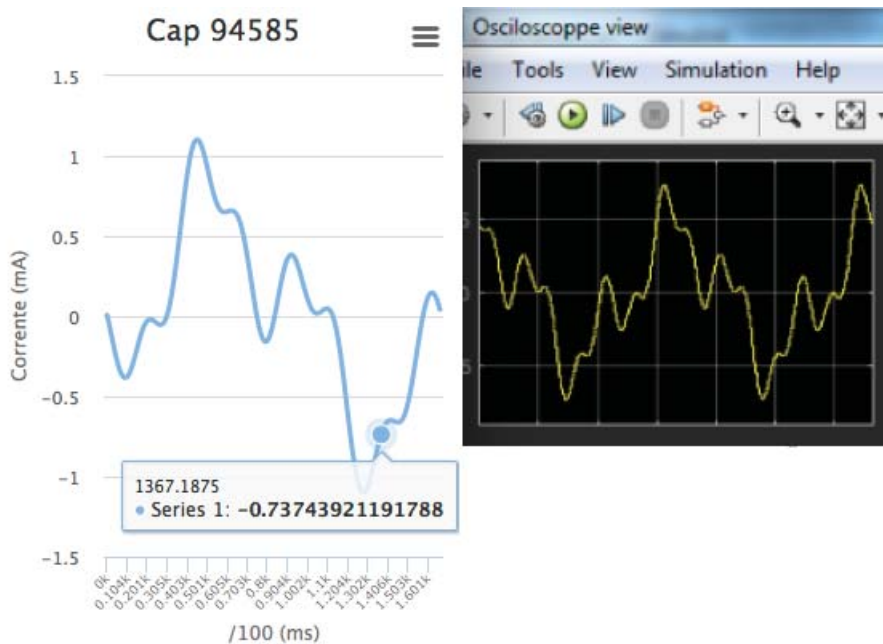 Cap 94585
1.5
1
0.5
0
-0.5
-1
-1.5
Corrente (mA)
1367.1875
Series 1: -0.73743921191788
0k
0.104k
0.201k
0.305k
0.403k
0.501k
0.605k
0.703k
0.8k
0.904k
1.002k
1.1k
1.204k
1.302k
1.406k
1.503k
1.601k
/100 (ms)
Osciloscoppe view
ile Tools View Simulation Help
5
0
5